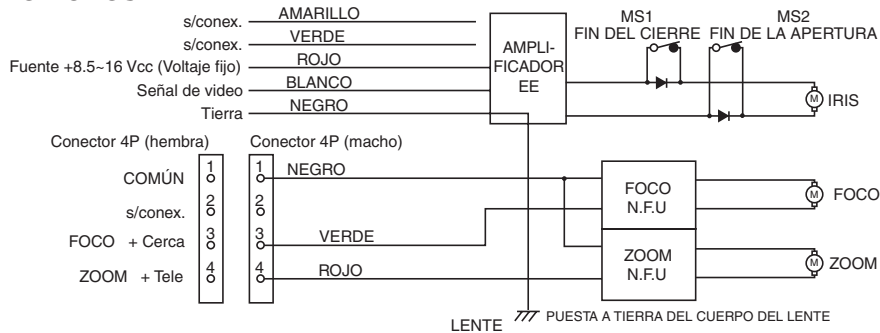 s/conex. AMARILLO
s/conex. VERDE
Fuente +8.5~16 Vcc (Voltaje fijo) ROJO
Señal de video BLANCO
Tierra NEGRO
AMPLI-
FICADOR
EE
MS1
FIN DEL CIERRE
MS2
FIN DE LA APERTURA
M IRIS
Conector 4P (hembra) Conector 4P (macho)
COMÚN 1 1 NEGRO
s/conex. 2 2
FOCO + Cerca 3 3 VERDE
ZOOM + Tele 4 4 ROJO
FOCO
N.F.U
M FOCO
ZOOM
N.F.U
M ZOOM
LENTE PUESTA A TIERRA DEL CUERPO DEL LENTE